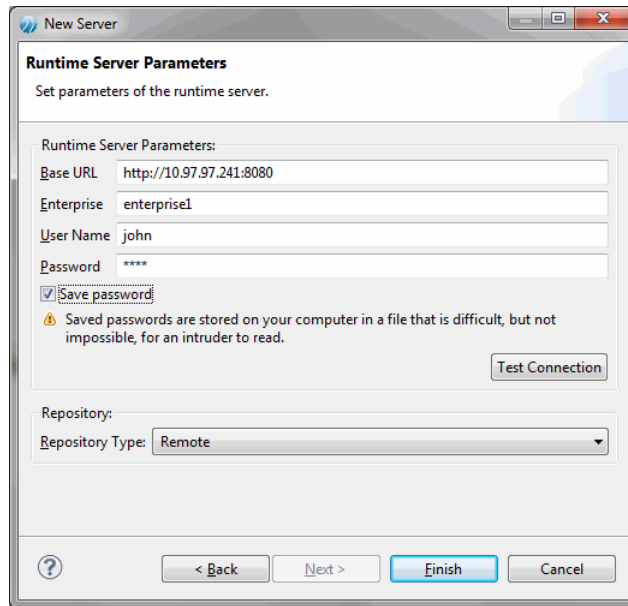 New Server
Runtime Server Parameters
Set parameters of the runtime server.
Runtime Server Parameters:
Base URL http://10.97.97.241:8080
Enterprise enterprise1
User Name john
Password ****
Save password
Saved passwords are stored on your computer in a file that is difficult, but not
impossible, for an intruder to read.
Test Connection
Repository:
Repository Type: Remote
? < Back Next > Finish Cancel